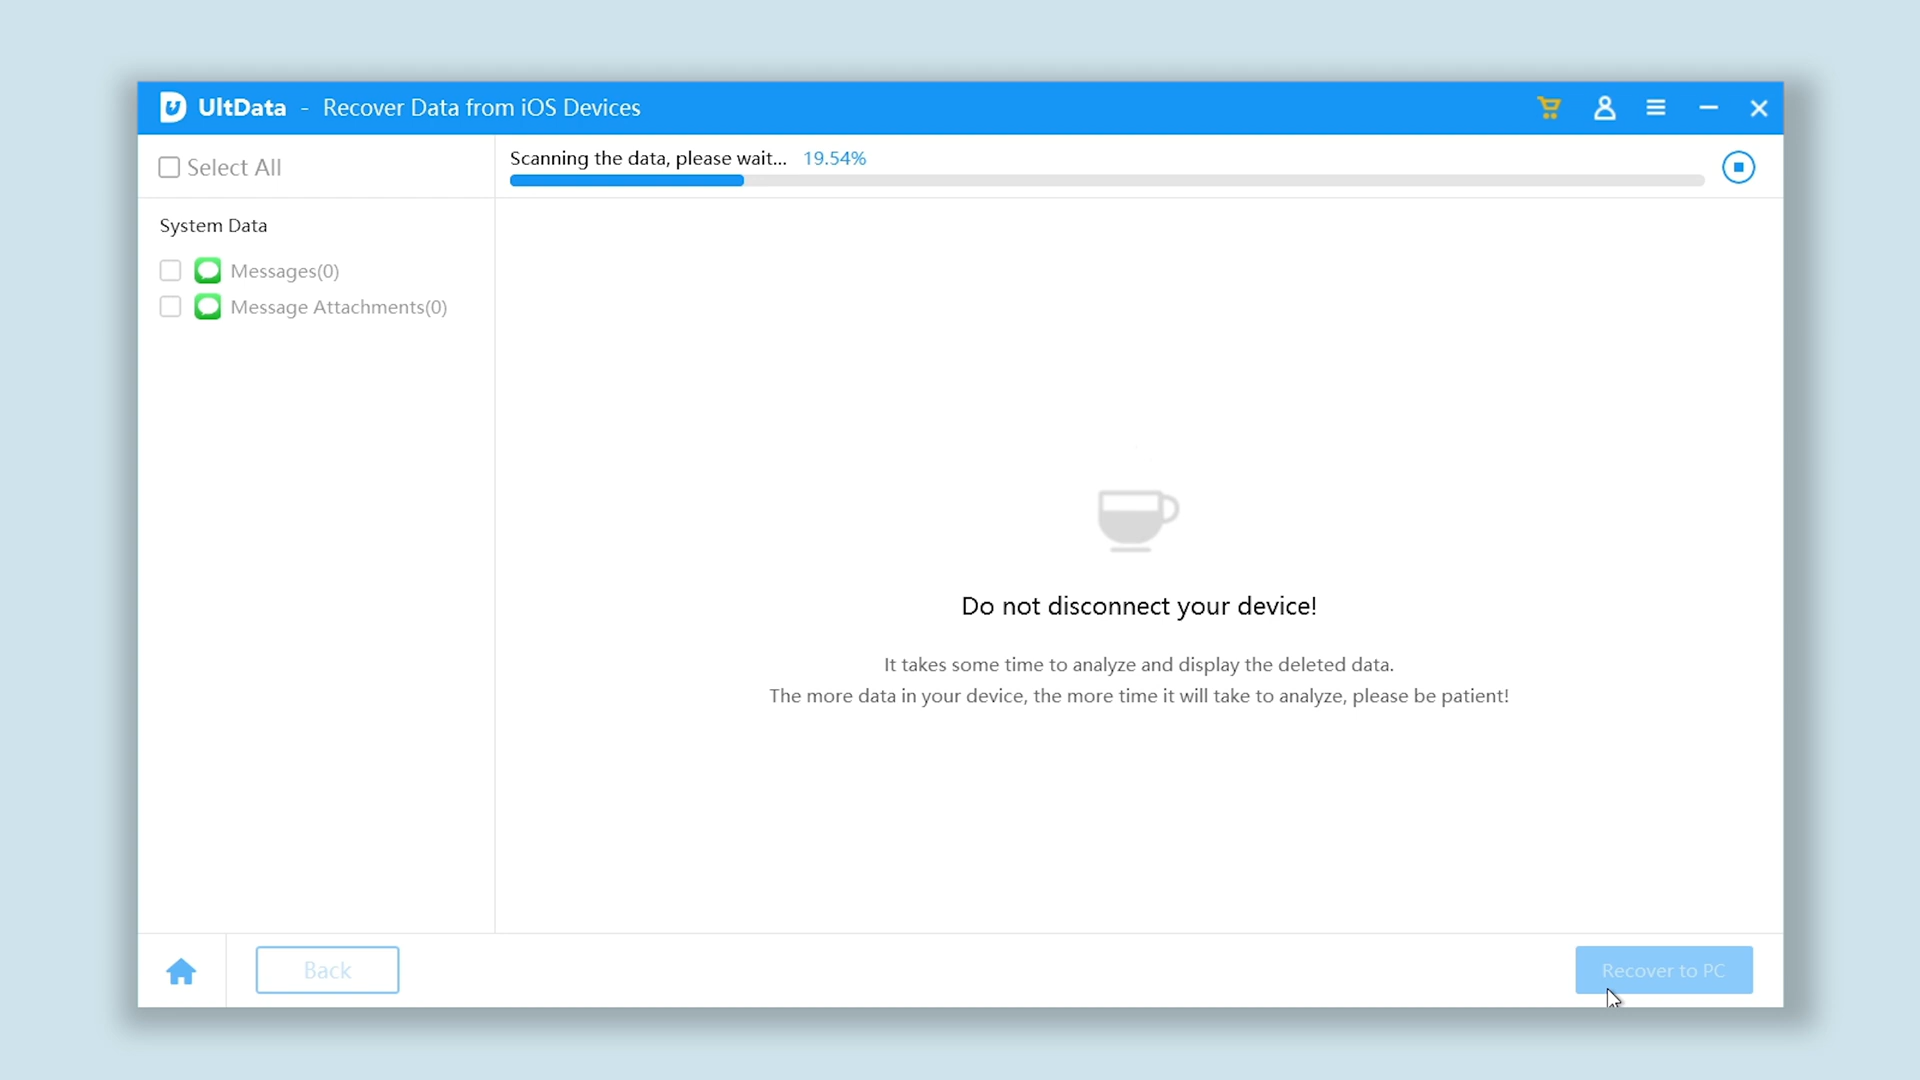 UltData - Recover Data from iOS Devices
Select All
Scanning the data, please wait... 19.54%
System Data
Messages(0)
Message Attachments(0)
Do not disconnect your device!
It takes some time to analyze and display the deleted data.
The more data in your device, the more time it will take to analyze, please be patient!
Back
Recover to PC